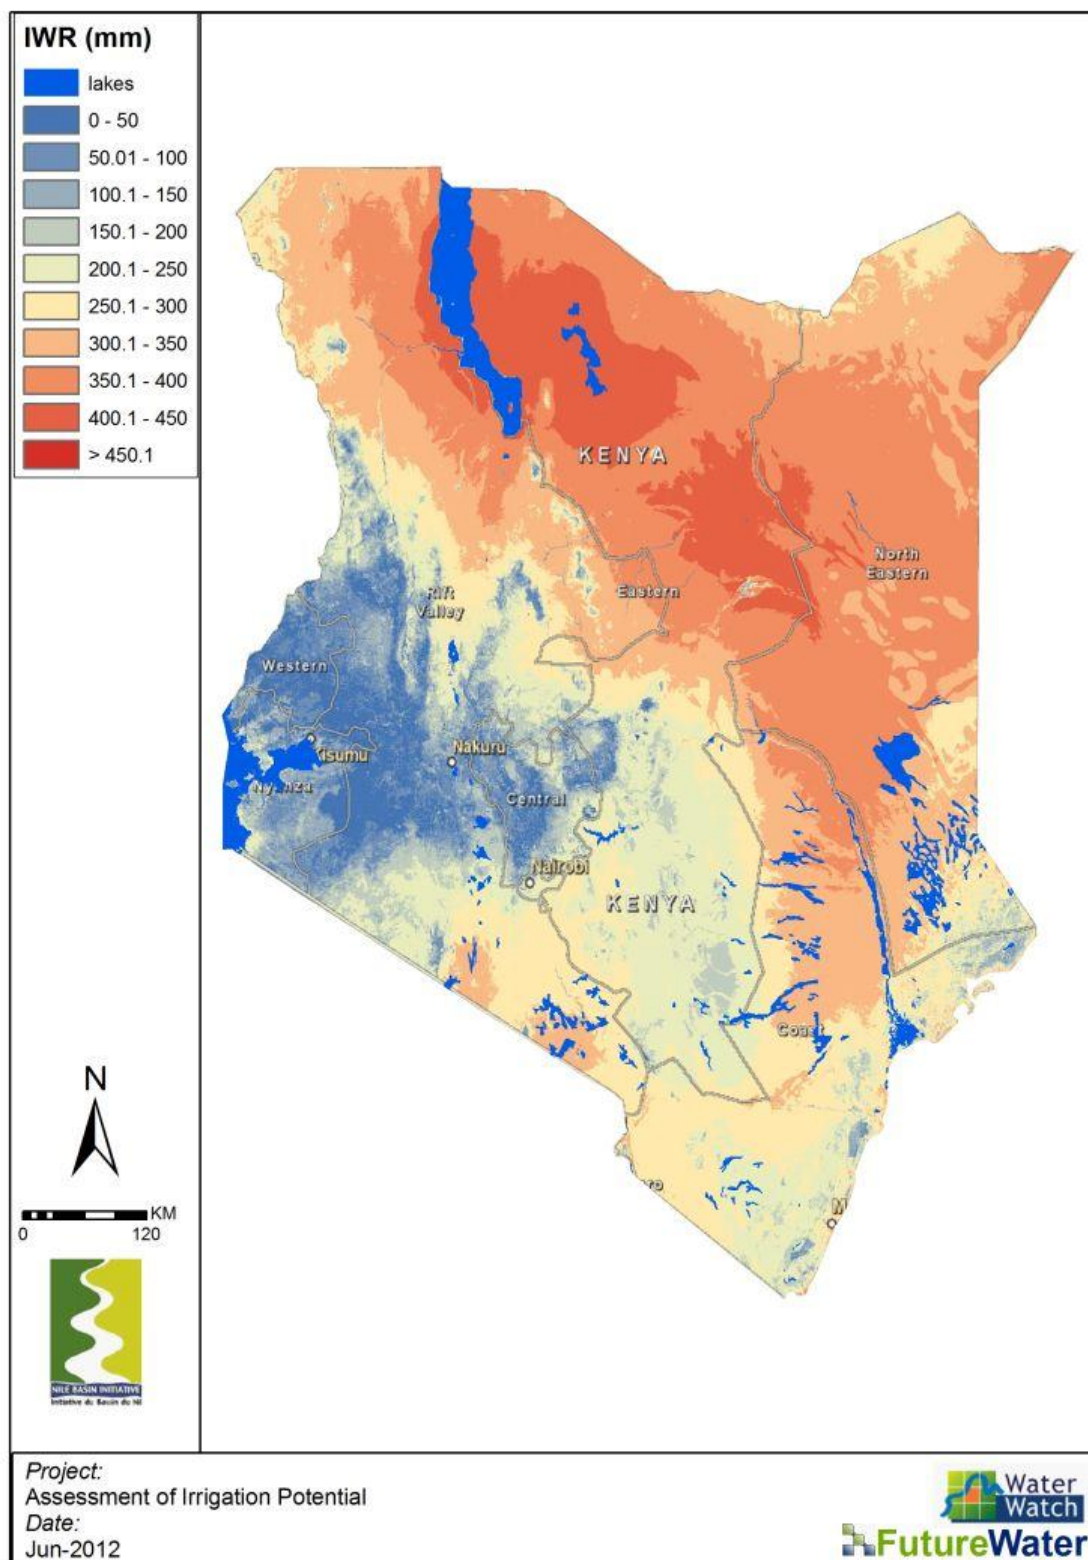 IWR (mm)
lakes
0 - 50
50.01 - 100
100.1 - 150
150.1 - 200
200.1 - 250
250.1 - 300
300.1 - 350
350.1 - 400
400.1 - 450
> 450.1
KENYA
North
Eastern
Eastern
Rift
Valley
Western
Kisumu
Nakuru
Central
Nairobi
KENYA
N
KM
0
120
NILE BASIN INITIATIVE
Initiative du Bassin du Nil
Project:
Assessment of Irrigation Potential
Date:
Jun-2012
Water
Watch
FutureWater